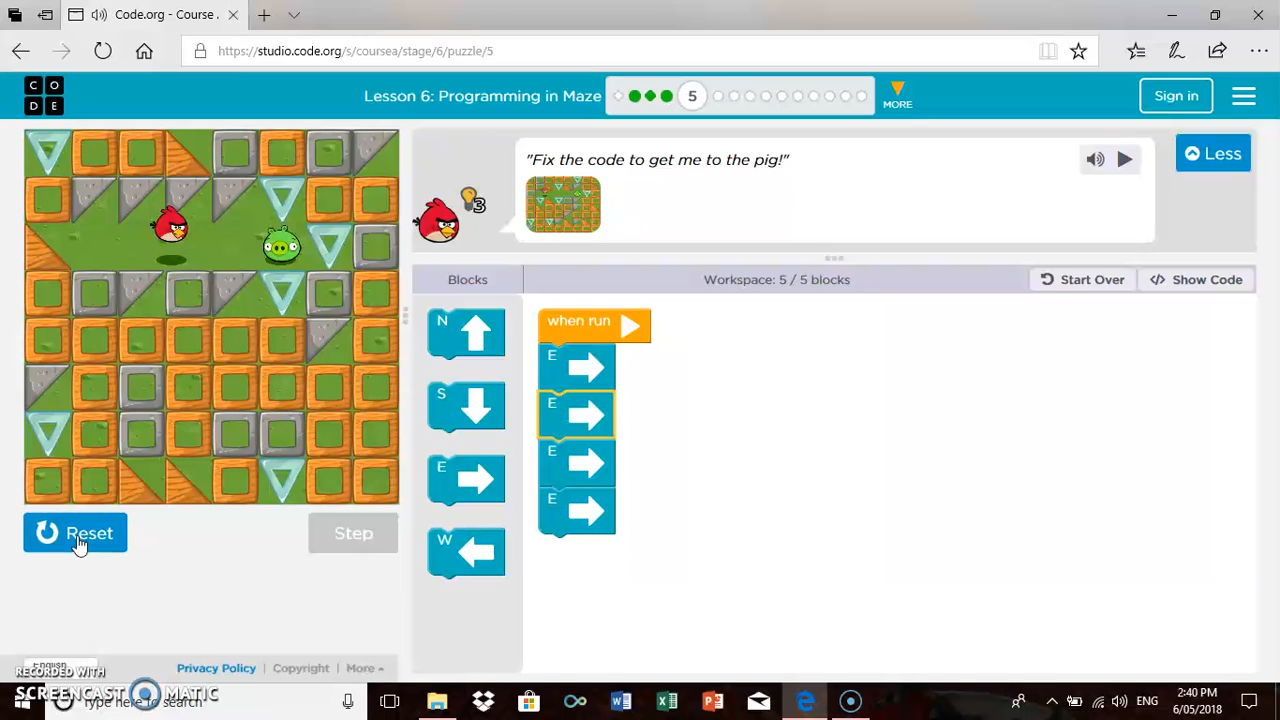 Code.org - Course .
https://studio.code.org/s/coursea/stage/6/puzzle/5
C O
D E
Lesson 6: Programming in Maze
5
MORE
Sign in
"Fix the code to get me to the pig!"
3
Less
Blocks
Workspace: 5 / 5 blocks
Start Over
</> Show Code
N
S
E
W
when run
E
E
E
E
Reset
Step
English
Privacy Policy | Copyright | More
RECORDED WITH
SCREENCAST MATIC
Type here to search
ENG
2:40 PM
6/05/2018